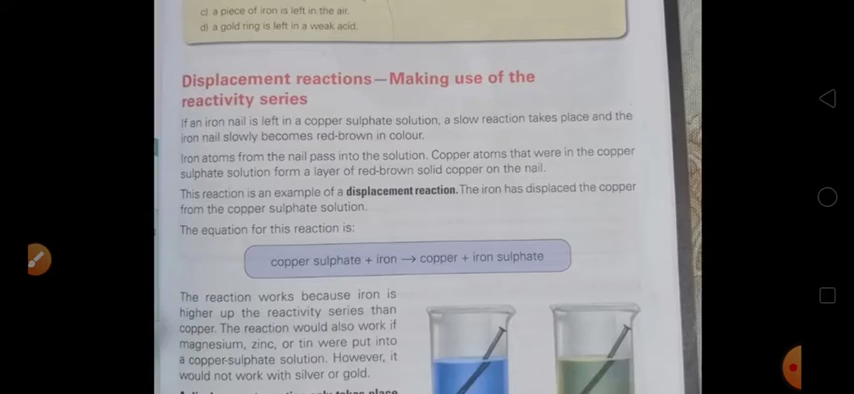 c) a piece of iron is left in the air.
d) a gold ring is left in a weak acid.
Displacement reactions—Making use of the
reactivity series
If an iron nail is left in a copper sulphate solution, a slow reaction takes place and the
iron nail slowly becomes red-brown in colour.
Iron atoms from the nail pass into the solution. Copper atoms that were in the copper
sulphate solution form a layer of red-brown solid copper on the nail.
This reaction is an example of a displacement reaction. The iron has displaced the copper
from the copper sulphate solution.
The equation for this reaction is:
copper sulphate + iron → copper + iron sulphate
The reaction works because iron is
higher up the reactivity series than
copper. The reaction would also work if
magnesium, zinc, or tin were put into
a copper-sulphate solution. However, it
would not work with silver or gold.